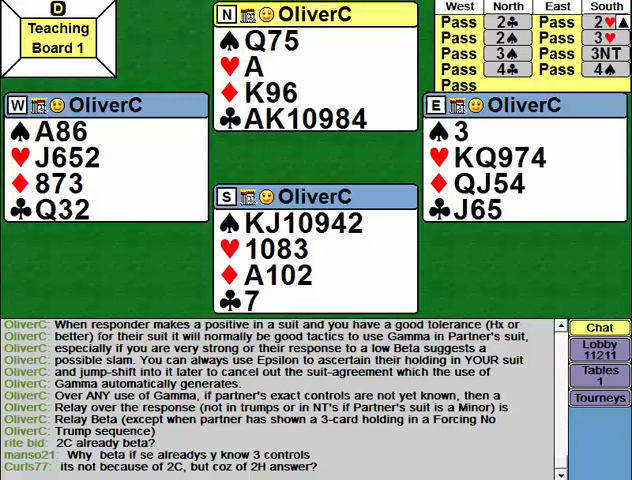 D
Teaching
Board 1
N OliverC
♠Q75
♥A
♦K96
♣AK10984
West North East South
Pass 2♣ Pass 2♥
Pass 2♠ Pass 3♥
Pass 3♠ Pass 3NT
Pass 4♣ Pass 4♠
Pass
W OliverC
♠A86
♥J652
♦873
♣Q32
E OliverC
♠3
♥KQ974
♦QJ54
♣J65
S OliverC
♠KJ10942
♥1083
♦A102
♣7
OliverC: When responder makes a positive in a suit and you have a good tolerance (Hx or
OliverC: better) for their suit it will normally be good tactics to use Gamma in Partner's suit,
OliverC: especially if you are very strong or their response to a low Beta suggests a
OliverC: possible slam. You can always use Epsilon to ascertain their holding in YOUR suit
OliverC: and jump-shift into it later to cancel out the suit-agreement which the use of
OliverC: Gamma automatically generates.
OliverC: Over ANY use of Gamma, if partner's exact controls are not yet known, then a
OliverC: Relay over the response (not in trumps or in NT's if Partner's suit is a Minor) is
OliverC: Relay Beta (except when partner has shown a 3-card holding in a Forcing No
OliverC: Trump sequence)
rite bid: 2C already beta?
manso21: Why beta if se alreadys y know 3 controls
Curls77: its not because of 2C, but coz of 2H answer?
Chat
Lobby
11211
Tables
1
Tourneys